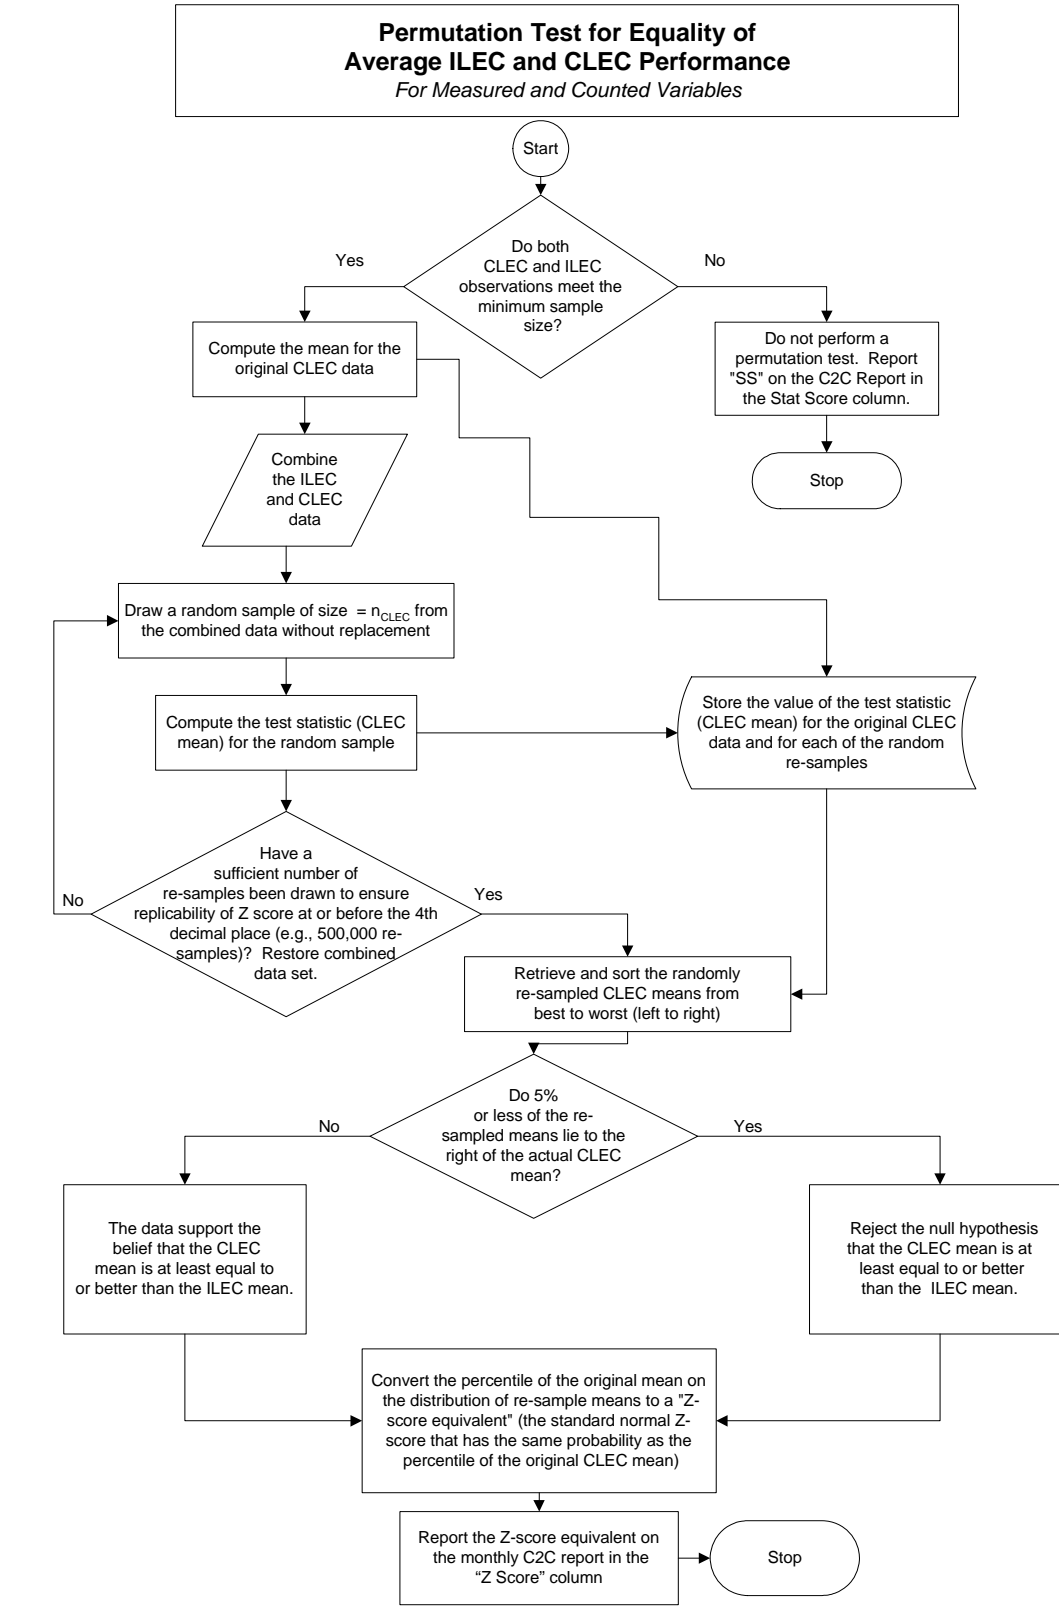 Permutation Test for Equality of
Average ILEC and CLEC Performance
For Measured and Counted Variables
Start
Do both
CLEC and ILEC
observations meet the
minimum sample
size?
Yes
No
Compute the mean for the
original CLEC data
Do not perform a
permutation test.  Report
"SS" on the C2C Report in
the Stat Score column.
Stop
Combine
the ILEC
and CLEC
data
Draw a random sample of size  = nCLEC from
the combined data without replacement
Compute the test statistic (CLEC
mean) for the random sample
Store the value of the test statistic
(CLEC mean) for the original CLEC
data and for each of the random
re-samples
Have a
sufficient number of
re-samples been drawn to ensure
replicability of Z score at or before the 4th
decimal place (e.g., 500,000 re-
samples)?  Restore combined
data set.
No
Yes
Retrieve and sort the randomly
re-sampled CLEC means from
best to worst (left to right)
Do 5%
or less of the re-
sampled means lie to the
right of the actual CLEC
mean?
No
Yes
The data support the
belief that the CLEC
mean is at least equal to
or better than the ILEC mean.
Reject the null hypothesis
that the CLEC mean is at
least equal to or better
than the  ILEC mean.
Convert the percentile of the original mean on
the distribution of re-sample means to a "Z-
score equivalent" (the standard normal Z-
score that has the same probability as the
percentile of the original CLEC mean)
Report the Z-score equivalent on
the monthly C2C report in the
“Z Score” column
Stop